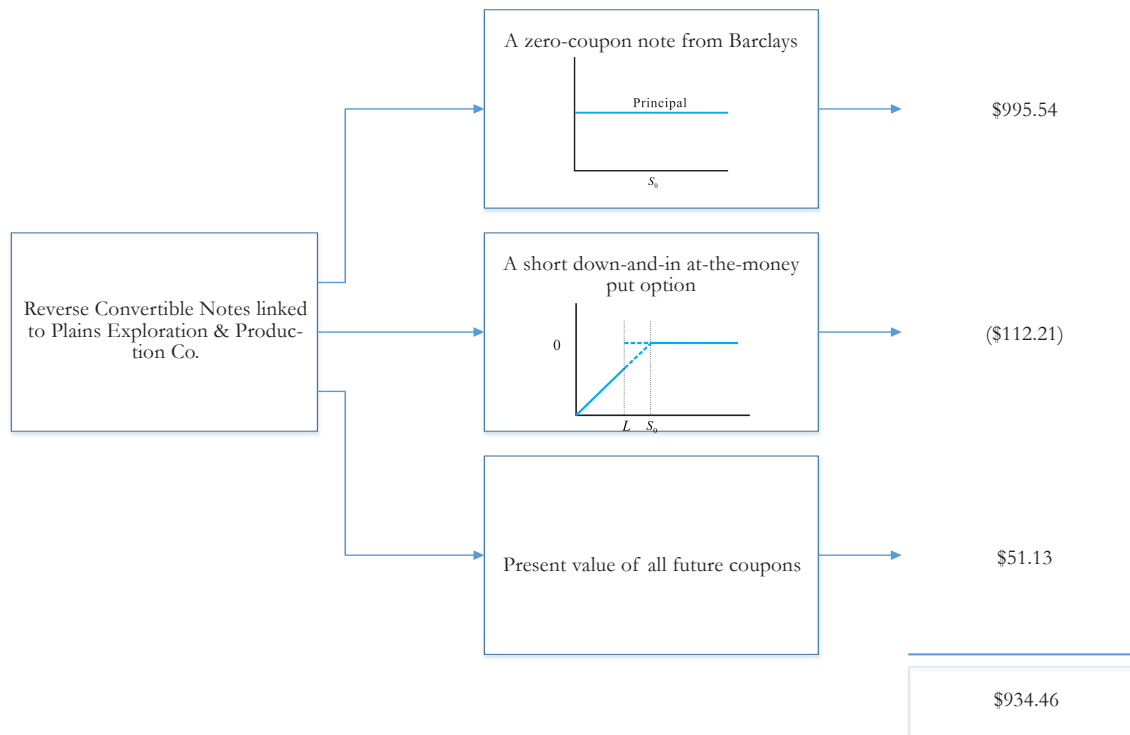 A zero-coupon note from Barclays
Principal
S₀
$995.54
Reverse Convertible Notes linked
to Plains Exploration & Produc-
tion Co.
A short down-and-in at-the-money
put option
0
L S₀
($112.21)
Present value of all future coupons
$51.13
$934.46